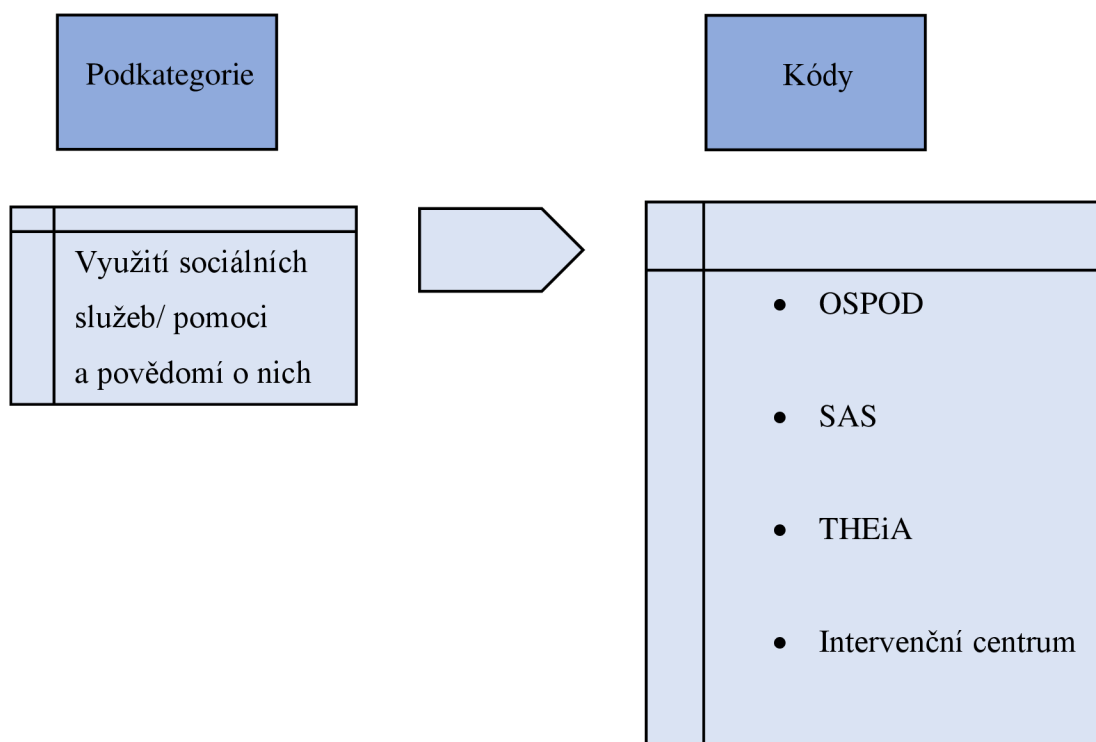 Podkategorie
Kódy
Využití sociálních
služeb/ pomoci
a povědomí o nich
• OSPOD
• SAS
• THEiA
• Intervenční centrum